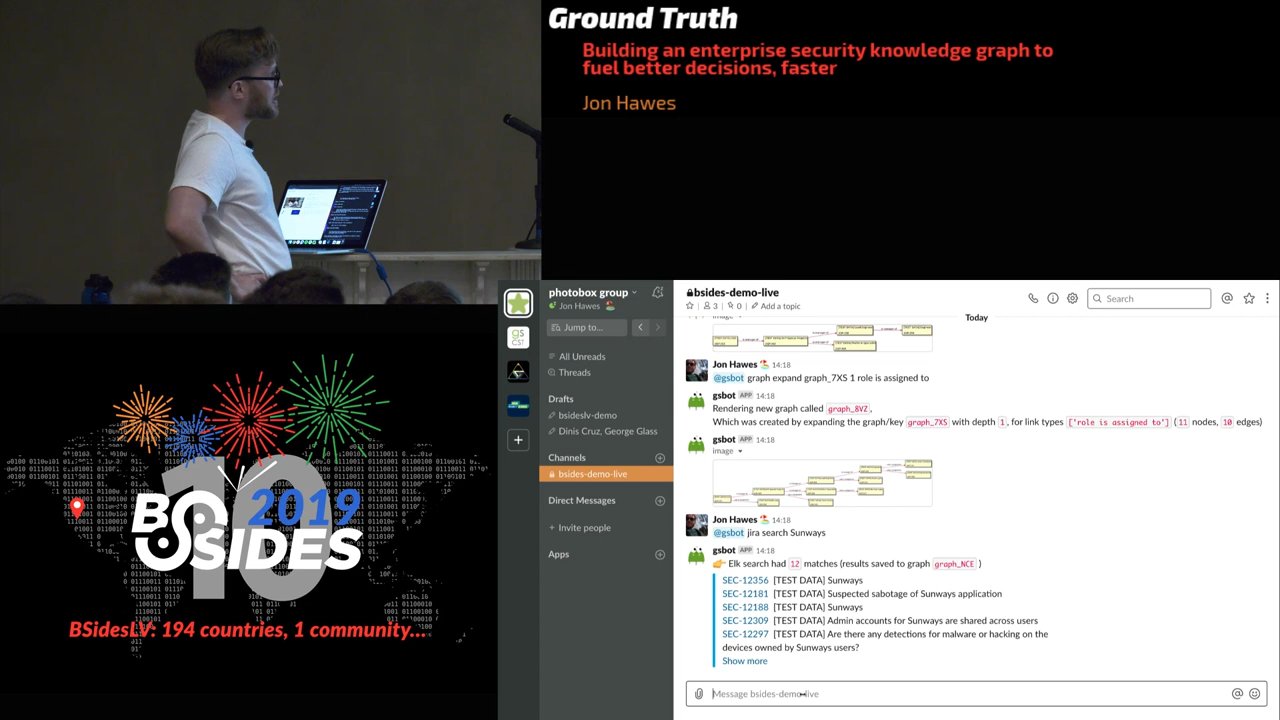 Ground Truth
Building an enterprise security knowledge graph to
fuel better decisions, faster
Jon Hawes
BSIDES
2019
10
BSidesLV: 194 countries, 1 community...
gs
CST
photobox group
Jon Hawes
Jump to...
All Unreads
Threads
Drafts
bsideslv-demo
Dinis Cruz, George Glass
Channels
bsides-demo-live
Direct Messages
Invite people
Apps
bsides-demo-live
3 | 0 | Add a topic
Search
Today
Jon Hawes 14:18
@gsbot graph expand graph_7XS 1 role is assigned to
gsbot APP 14:18
Rendering new graph called graph_8VZ,
Which was created by expanding the graph/key graph_7XS with depth 1, for link types ['role is assigned to'] (11 nodes, 10 edges)
gsbot APP 14:18
image
Jon Hawes 14:18
@gsbot jira search Sunways
gsbot APP 14:18
Elk search had 12 matches (results saved to graph graph_NCE )
SEC-12356 [TEST DATA] Sunways
SEC-12181 [TEST DATA] Suspected sabotage of Sunways application
SEC-12188 [TEST DATA] Sunways
SEC-12309 [TEST DATA] Admin accounts for Sunways are shared across users
SEC-12297 [TEST DATA] Are there any detections for malware or hacking on the
devices owned by Sunways users?
Show more
Message bsides-demo-live